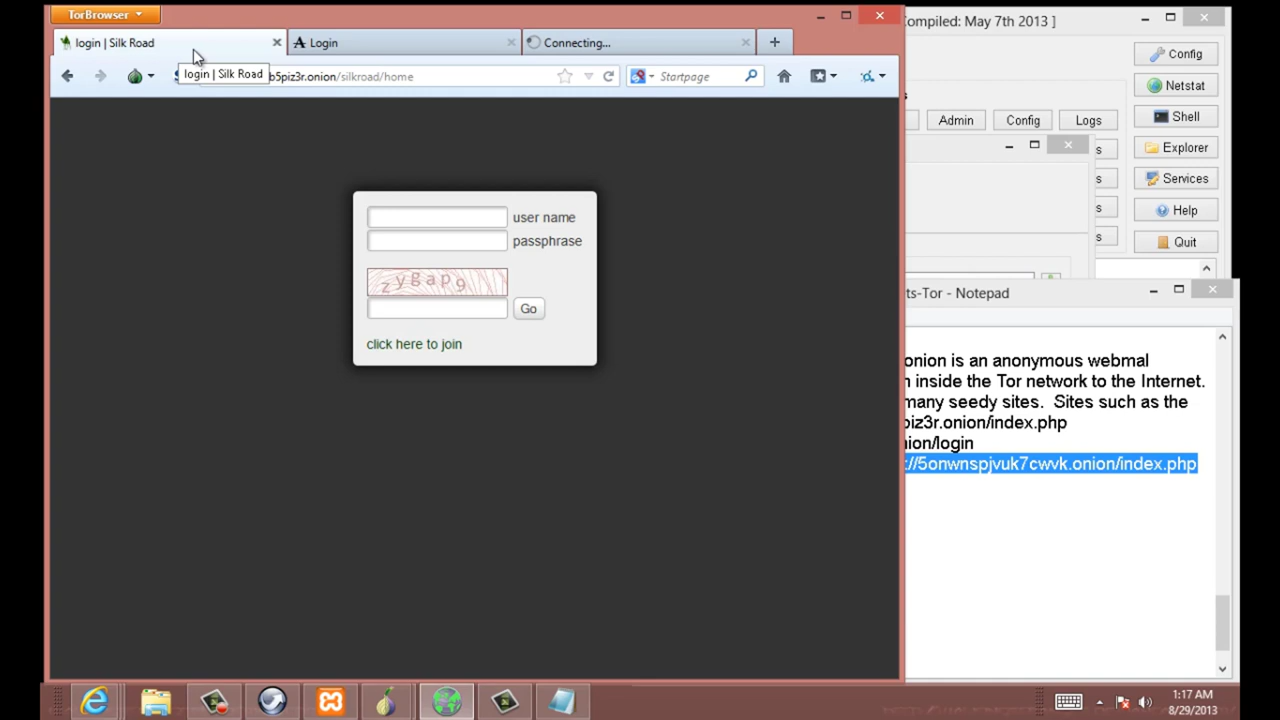 TorBrowser
login | Silk Road
Login
Connecting...
login | Silk Road
b5piz3r.onion/silkroad/home
Startpage
user name
passphrase
zygap9
Go
click here to join
Compiled: May 7th 2013 ]
Config
Netstat
Shell
Explorer
Services
Help
Quit
Admin
Config
Logs
s
s
s
s
ts-Tor - Notepad
onion is an anonymous webmal
n inside the Tor network to the Internet.
many seedy sites. Sites such as the
piz3r.onion/index.php
nion/login
://5onwnspjvuk7cwvk.onion/index.php
1:17 AM
8/29/2013